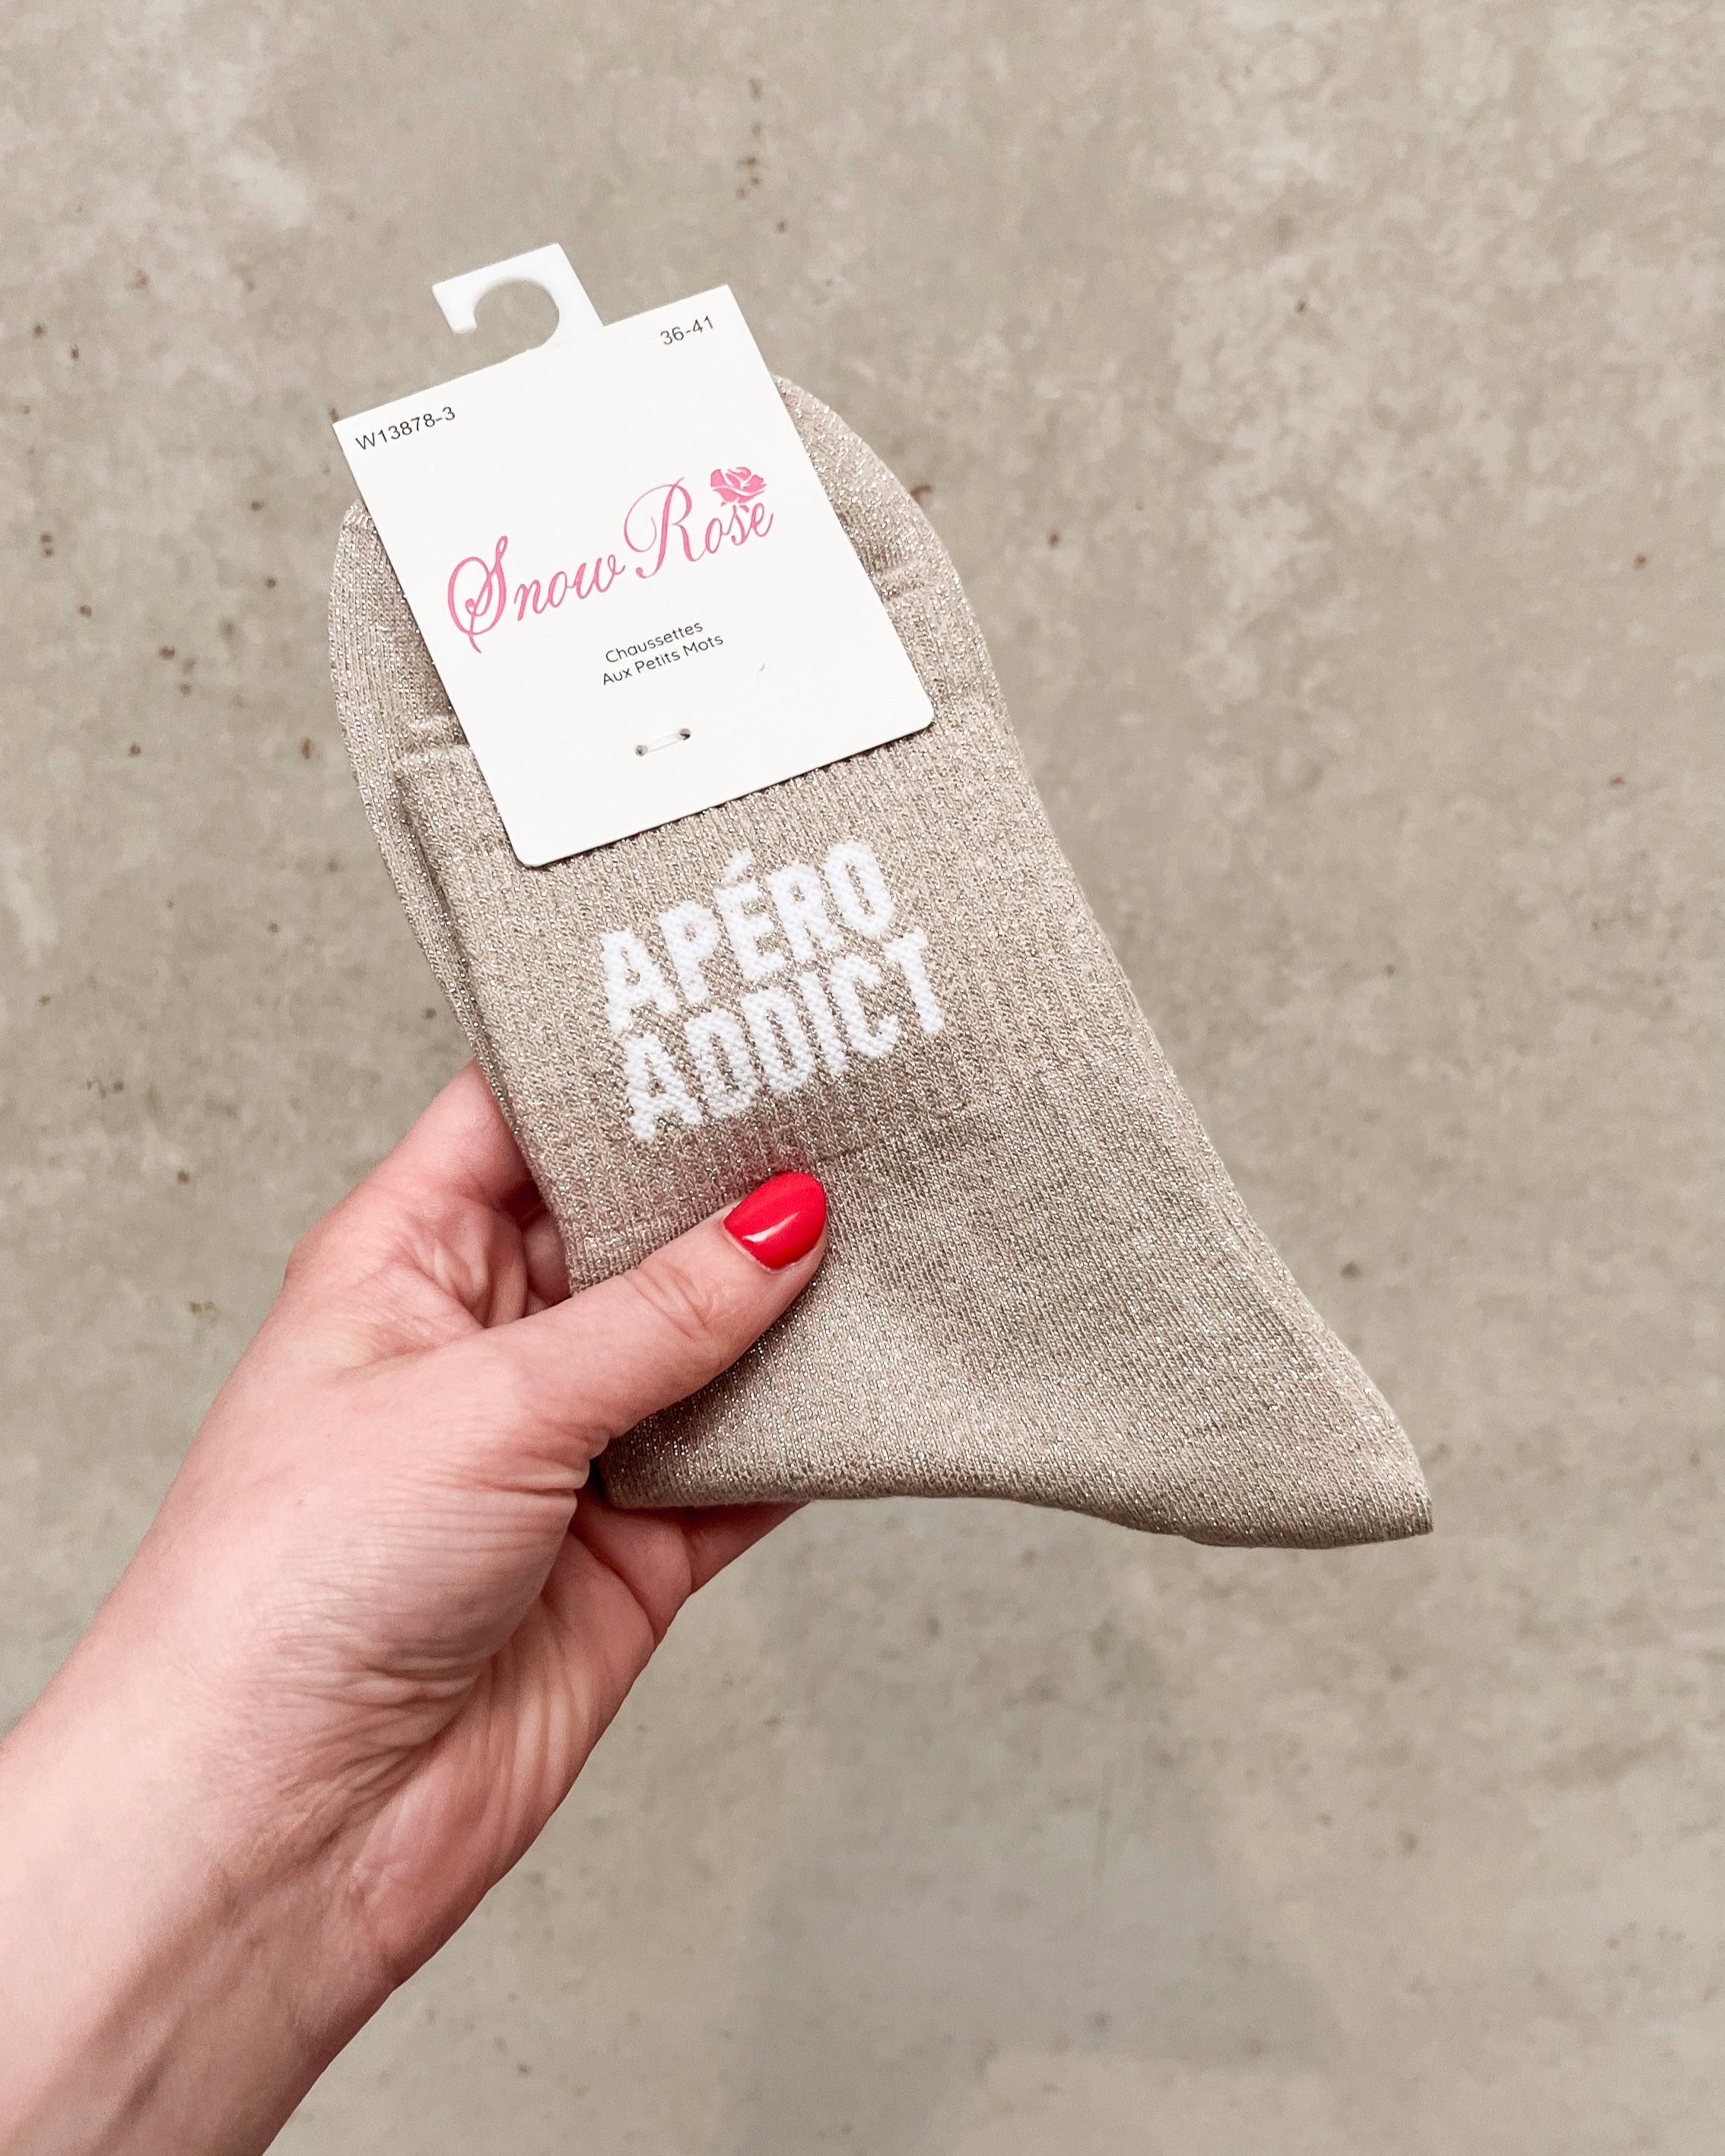 W13878-3
36-41
Snow Rose
Chaussettes
Aux Petits Mots
APÉRO
ADDICT